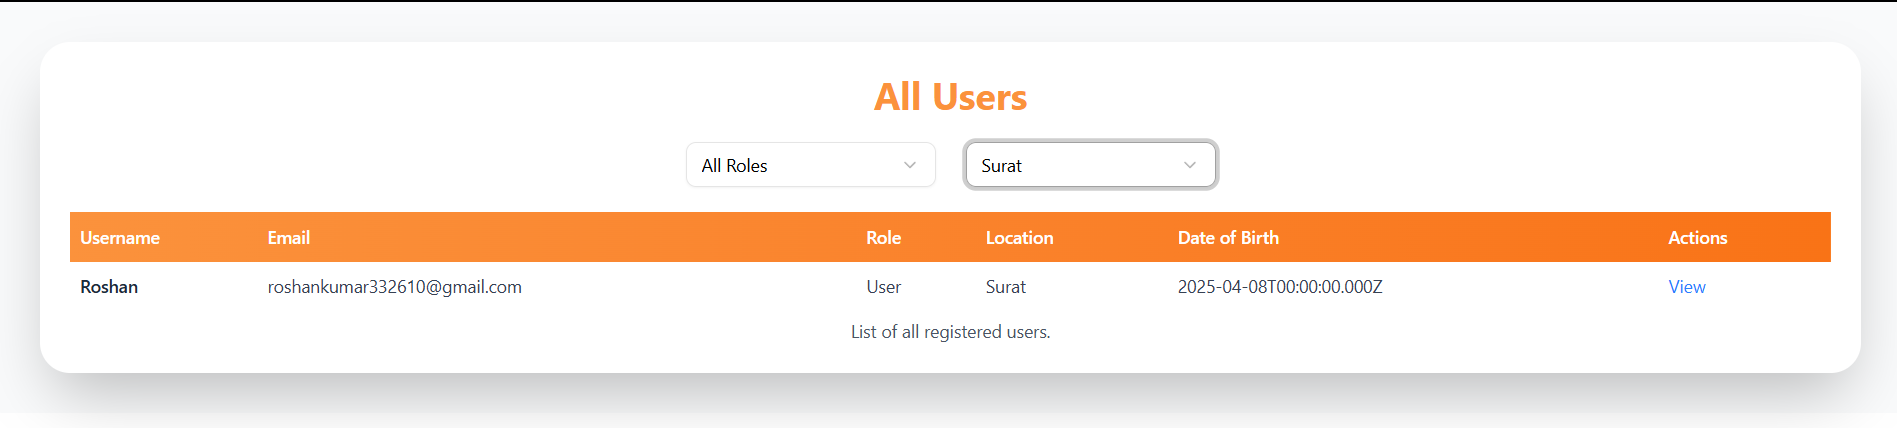 All Users
All Roles Surat
Username Email Role Location Date of Birth Actions
Roshan roshankumar332610@gmail.com User Surat 2025-04-08T00:00:00.000Z View
List of all registered users.